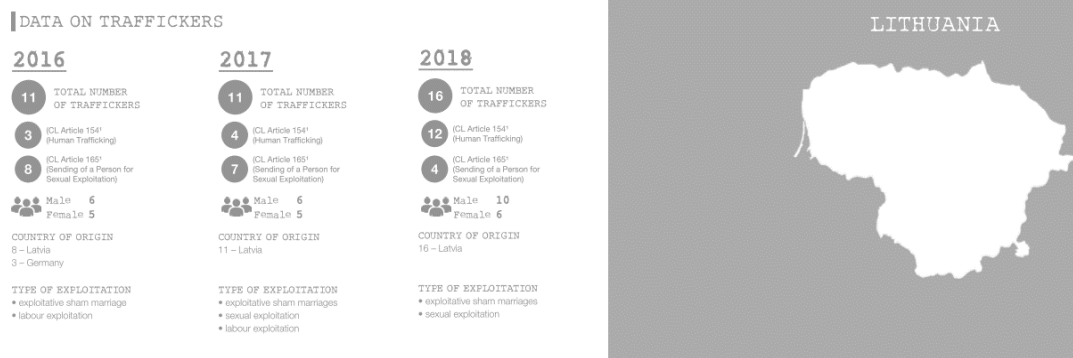 DATA ON TRAFFICKERS
2016
11
TOTAL NUMBER
OF TRAFFICKERS
3
(CL Article 154¹
(Human Trafficking)
8
(CL Article 165¹
(Sending of a Person for
Sexual Exploitation)
Male 6
Female 5
COUNTRY OF ORIGIN
8 – Latvia
3 – Germany
TYPE OF EXPLOITATION
• exploitative sham marriage
• labour exploitation
2017
11
TOTAL NUMBER
OF TRAFFICKERS
4
(CL Article 154¹
(Human Trafficking)
7
(CL Article 165¹
(Sending of a Person for
Sexual Exploitation)
Male 6
Female 5
COUNTRY OF ORIGIN
11 – Latvia
TYPE OF EXPLOITATION
• exploitative sham marriages
• sexual exploitation
• labour exploitation
2018
16
TOTAL NUMBER
OF TRAFFICKERS
12
(CL Article 154¹
(Human Trafficking)
4
(CL Article 165¹
(Sending of a Person for
Sexual Exploitation)
Male 10
Female 6
COUNTRY OF ORIGIN
16 – Latvia
TYPE OF EXPLOITATION
• exploitative sham marriages
• sexual exploitation
LITHUANIA